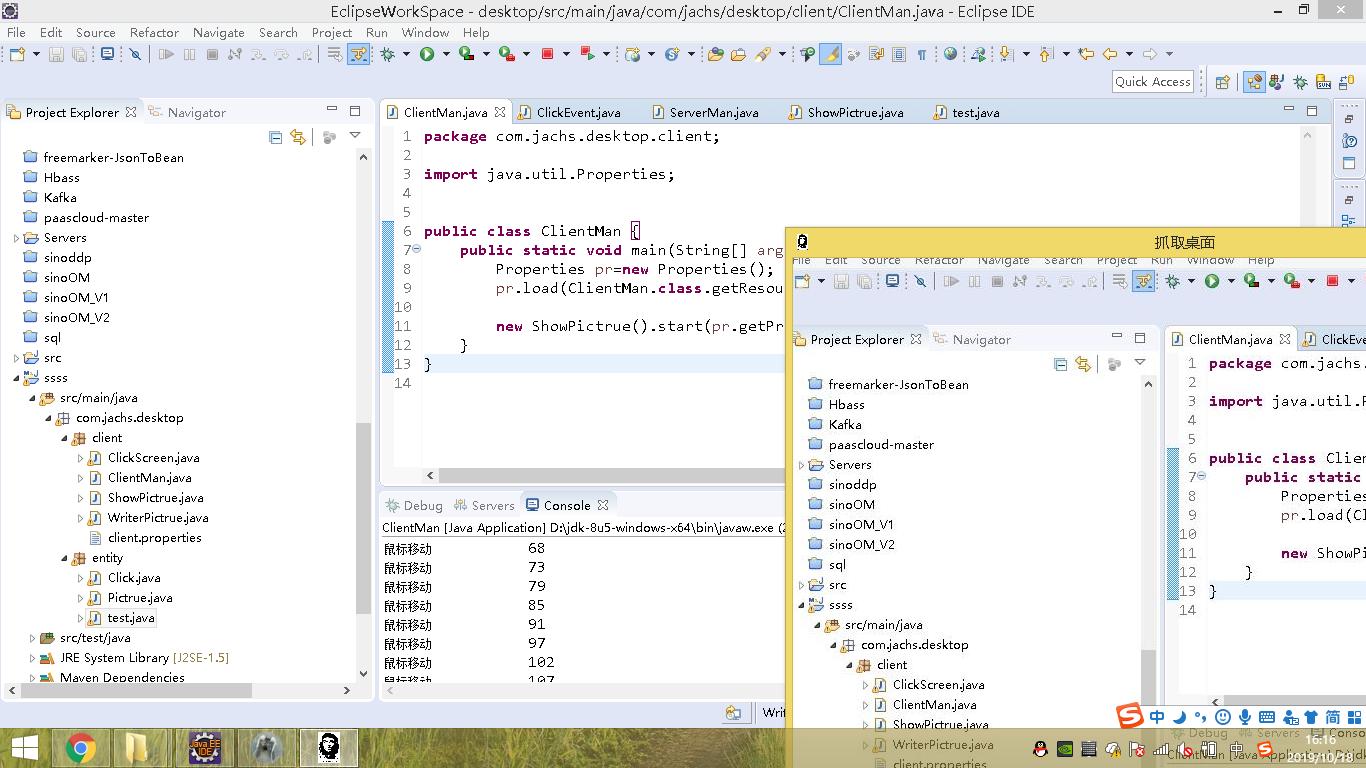 EclipseWorkSpace - desktop/src/main/java/com/jachs/desktop/client/ClientMan.java - Eclipse IDE
File Edit Source Refactor Navigate Search Project Run Window Help
Quick Access
Project Explorer Navigator
freemarker-JsonToBean
Hbass
Kafka
paascloud-master
Servers
sinoddp
sinoOM
sinoOM_V1
sinoOM_V2
sql
src
ssss
src/main/java
com.jachs.desktop
client
ClickScreen.java
ClientMan.java
ShowPictrue.java
WriterPictrue.java
client.properties
entity
Click.java
Pictrue.java
test.java
src/test/java
JRE System Library [J2SE-1.5]
Maven Dependencies
ClientMan.java ClickEvent.java ServerMan.java ShowPictrue.java test.java
1 package com.jachs.desktop.client;
2
3 import java.util.Properties;
4
5
6 public class ClientMan {
7 public static void main(String[] arg
8 Properties pr=new Properties();
9 pr.load(ClientMan.class.getResou
10
11 new ShowPictrue().start(pr.getPr
12 }
13 }
14
Debug Servers Console
ClientMan [Java Application] D:\jdk-8u5-windows-x64\bin\javaw.exe (2
鼠标移动 68
鼠标移动 73
鼠标移动 79
鼠标移动 85
鼠标移动 91
鼠标移动 97
鼠标移动 102
鼠标移动 107
Writ
抓取桌面
File Edit Source Refactor Navigate Search Project Run Window Help
Project Explorer Navigator
freemarker-JsonToBean
Hbass
Kafka
paascloud-master
Servers
sinoddp
sinoOM
sinoOM_V1
sinoOM_V2
sql
src
ssss
src/main/java
com.jachs.desktop
client
ClickScreen.java
ClientMan.java
ShowPictrue.java
WriterPictrue.java
client.properties
ClientMan.java ClickEve
1 package com.jachs.
2
3 import java.util.P
4
5
6 public class Clien
7 public static
8 Properties
9 pr.load(Cl
10
11 new ShowPi
12 }
13 }
14
中 简
Debug Servers Console
ClientMan [Java Application]
中
16:16
2019/10/18